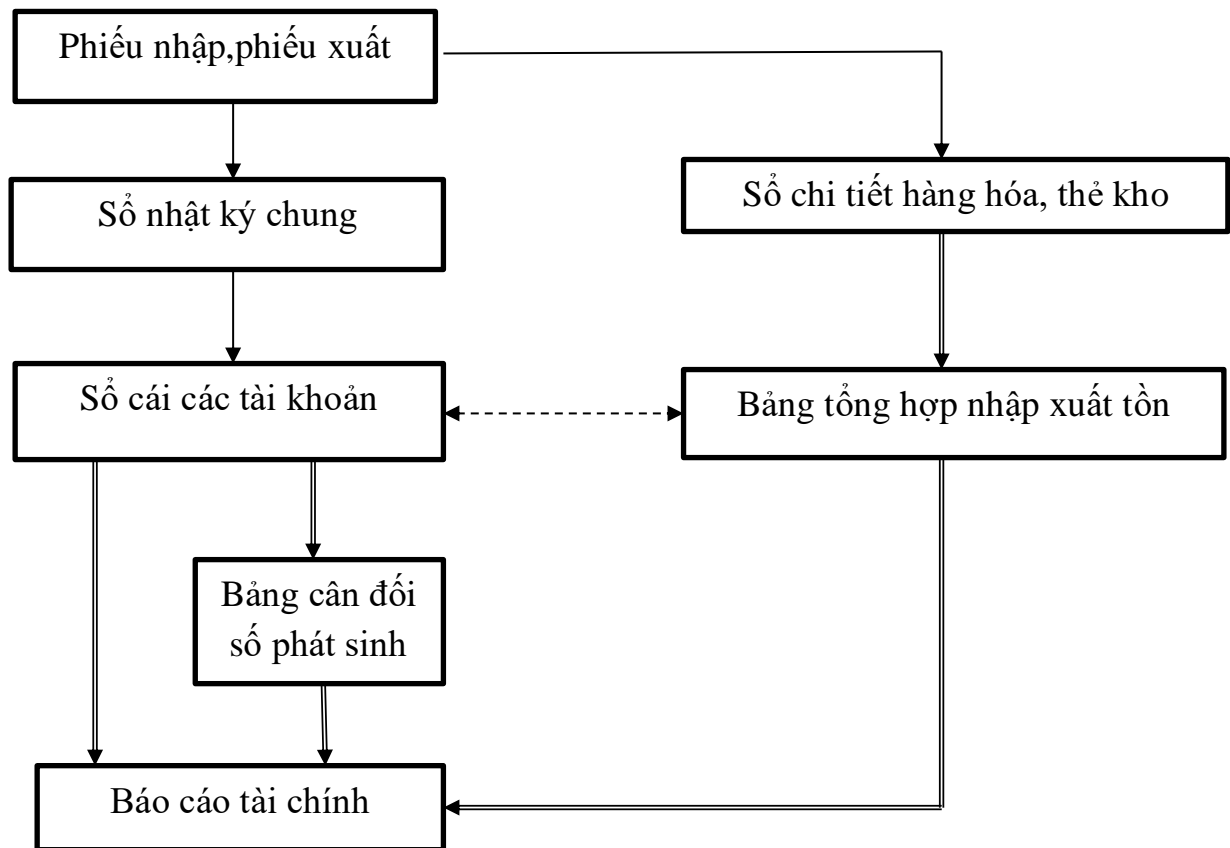 Phiếu nhập,phiếu xuất
Sổ nhật ký chung
Sổ chi tiết hàng hóa, thẻ kho
Sổ cái các tài khoản
Bảng tổng hợp nhập xuất tồn
Bảng cân đối
số phát sinh
Báo cáo tài chính